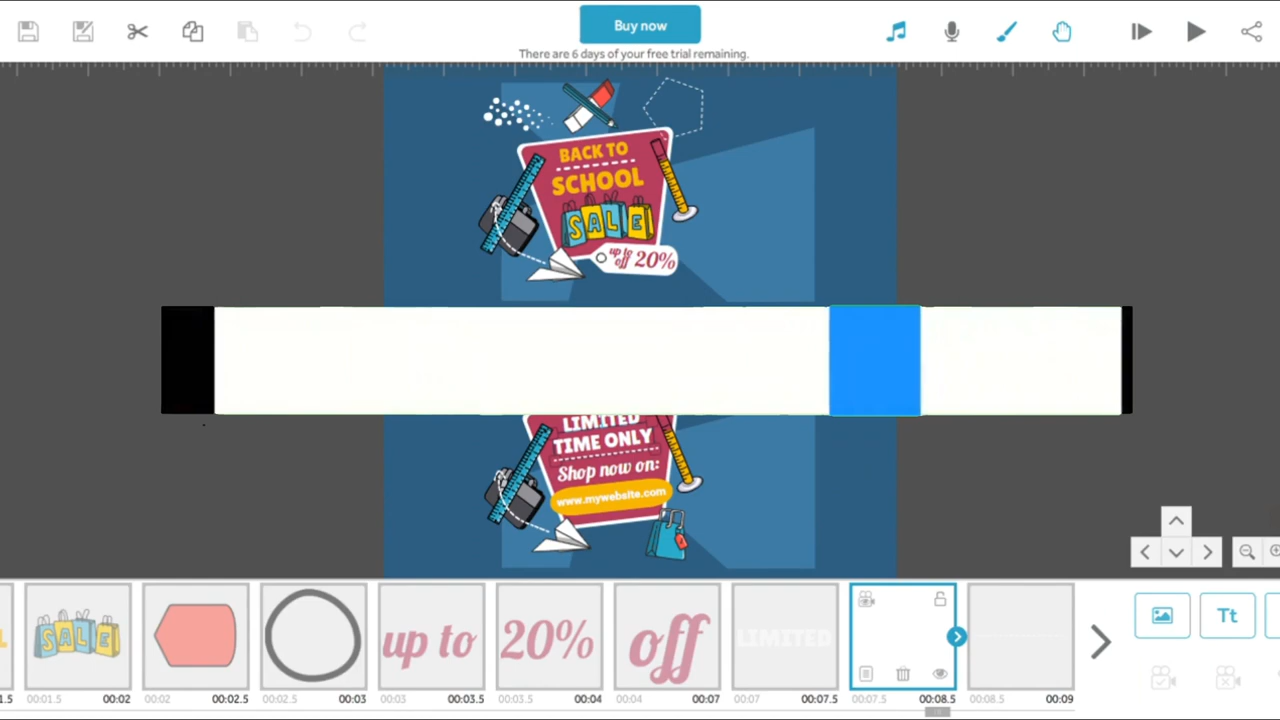 Buy now
There are 6 days of your free trial remaining.
BACK TO
SCHOOL
SALE
up to
off 20%
LIMITED
TIME ONLY
Shop now on:
www.mywebsite.com
SALE
up to
20%
off
LIMITED
Tt
1.5
00:01.5 00:02
00:02 00:02.5
00:02.5 00:03
00:03 00:03.5
00:03.5 00:04
00:04 00:07
00:07 00:07.5
00:07.5 00:08.5
00:08.5 00:09